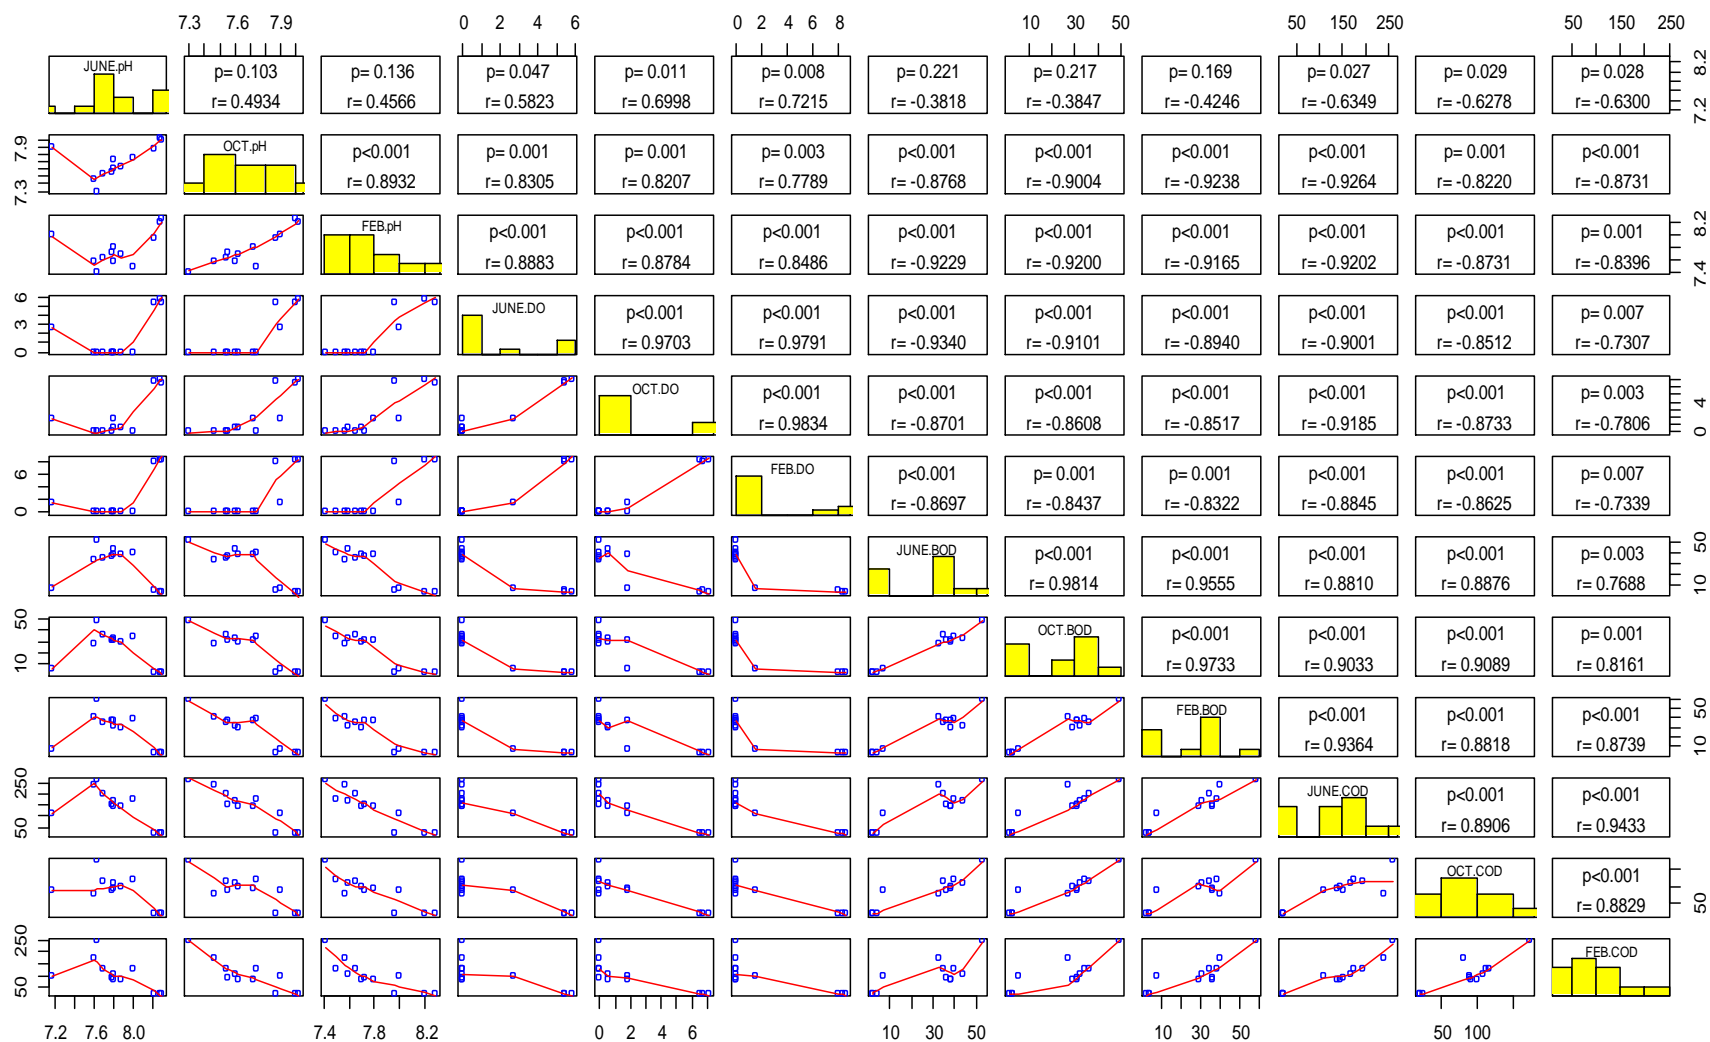 7.3 7.6 7.9 0 2 4 6 0 2 4 6 8 10 30 50 50 150 250 50 150 250
JUNE.pH p= 0.103 p= 0.136 p= 0.047 p= 0.011 p= 0.008 p= 0.221 p= 0.217 p= 0.169 p= 0.027 p= 0.029 p= 0.028 7.2 8.2
r= 0.4934 r= 0.4566 r= 0.5823 r= 0.6998 r= 0.7215 r= -0.3818 r= -0.3847 r= -0.4246 r= -0.6349 r= -0.6278 r= -0.6300
7.3 7.9 OCT.pH p<0.001 p= 0.001 p= 0.001 p= 0.003 p<0.001 p<0.001 p<0.001 p<0.001 p= 0.001 p<0.001
r= 0.8932 r= 0.8305 r= 0.8207 r= 0.7789 r= -0.8768 r= -0.9004 r= -0.9238 r= -0.9264 r= -0.8220 r= -0.8731
FEB.pH p<0.001 p<0.001 p<0.001 p<0.001 p<0.001 p<0.001 p<0.001 p<0.001 p= 0.001 7.4 8.2
r= 0.8883 r= 0.8784 r= 0.8486 r= -0.9229 r= -0.9200 r= -0.9165 r= -0.9202 r= -0.8731 r= -0.8396
0 3 6 JUNE.DO p<0.001 p<0.001 p<0.001 p<0.001 p<0.001 p<0.001 p<0.001 p= 0.007
r= 0.9703 r= 0.9791 r= -0.9340 r= -0.9101 r= -0.8940 r= -0.9001 r= -0.8512 r= -0.7307
OCT.DO p<0.001 p<0.001 p<0.001 p<0.001 p<0.001 p<0.001 p= 0.003 0 4
r= 0.9834 r= -0.8701 r= -0.8608 r= -0.8517 r= -0.9185 r= -0.8733 r= -0.7806
0 6 FEB.DO p<0.001 p= 0.001 p= 0.001 p<0.001 p<0.001 p= 0.007
r= -0.8697 r= -0.8437 r= -0.8322 r= -0.8845 r= -0.8625 r= -0.7339
JUNE.BOD p<0.001 p<0.001 p<0.001 p<0.001 p= 0.003 10 50
r= 0.9814 r= 0.9555 r= 0.8810 r= 0.8876 r= 0.7688
10 50 OCT.BOD p<0.001 p<0.001 p<0.001 p= 0.001
r= 0.9733 r= 0.9033 r= 0.9089 r= 0.8161
FEB.BOD p<0.001 p<0.001 p<0.001 10 50
r= 0.9364 r= 0.8818 r= 0.8739
50 250 JUNE.COD p<0.001 p<0.001
r= 0.8906 r= 0.9433
OCT.COD p<0.001 50
r= 0.8829
50 250 FEB.COD
7.2 7.6 8.0 7.4 7.8 8.2 0 2 4 6 10 30 50 10 30 50 50 100